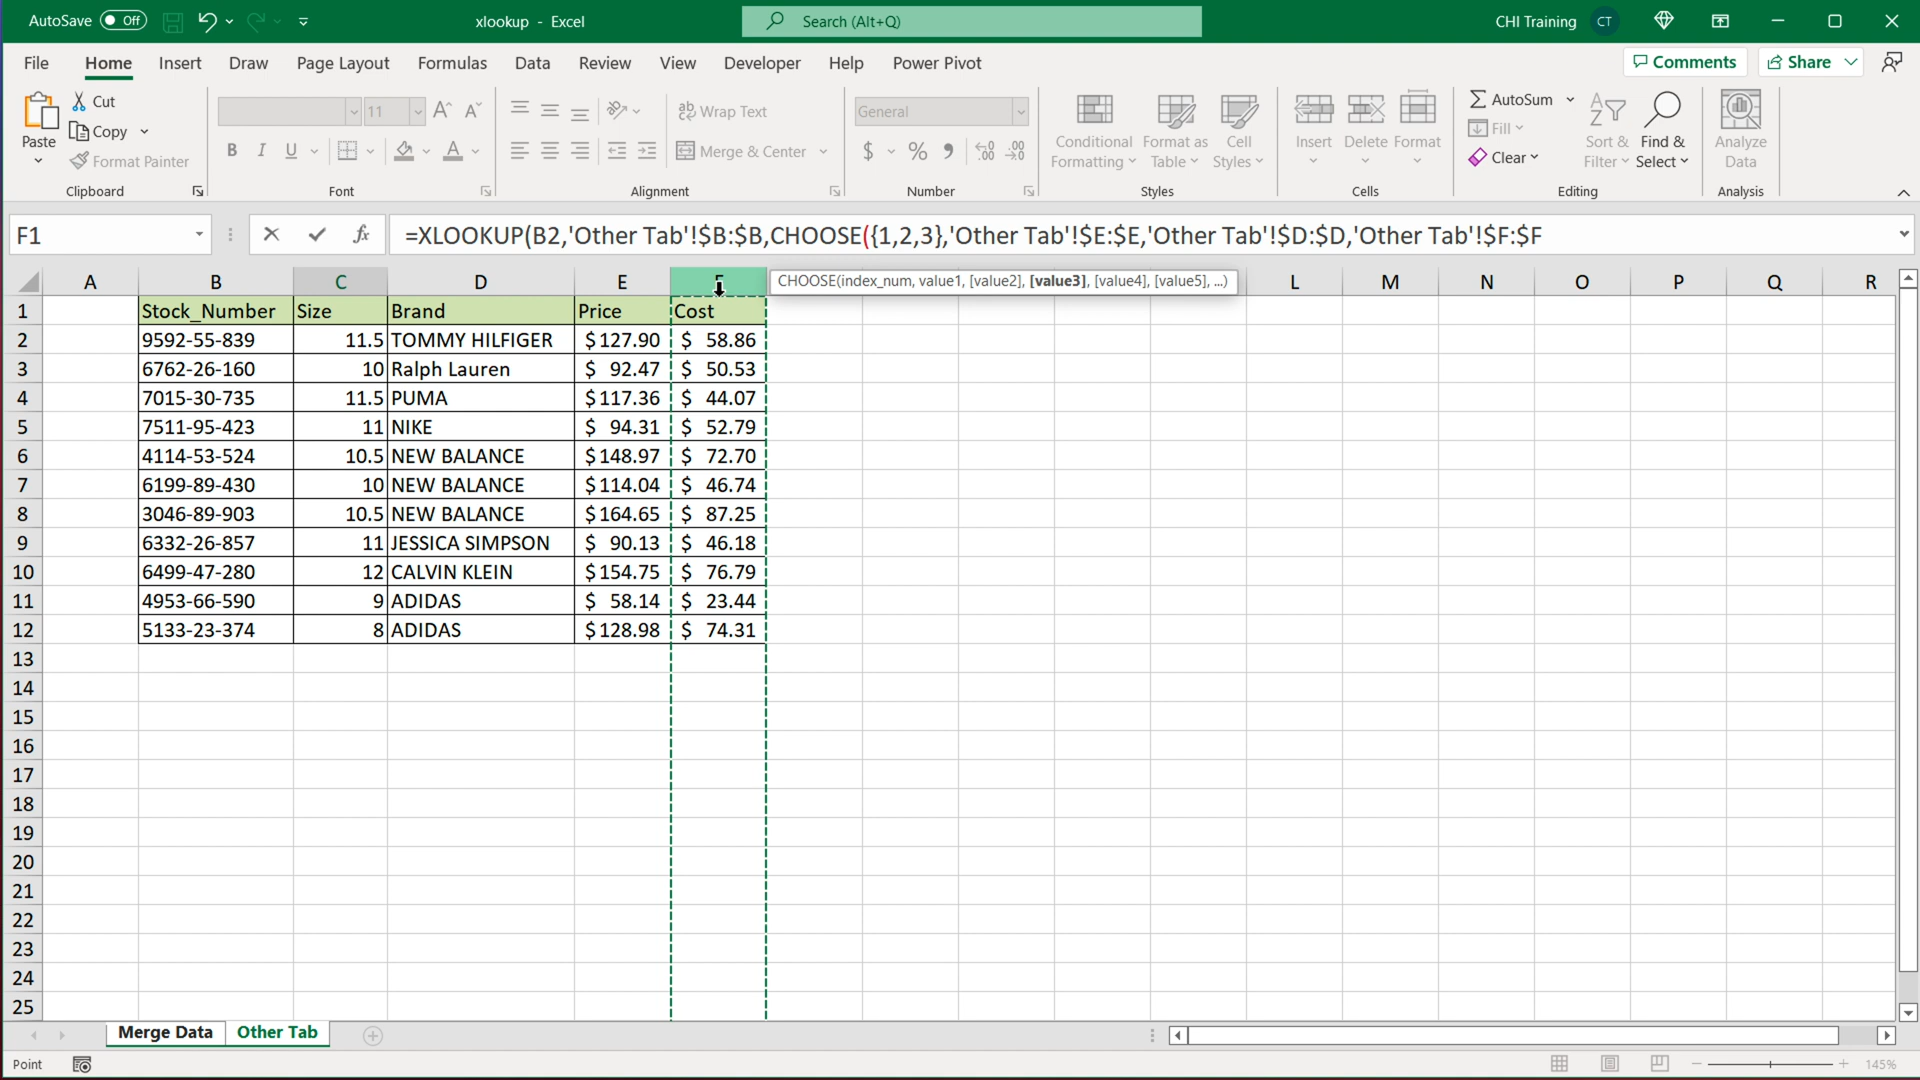 AutoSave Off
xlookup - Excel
Search (Alt+Q)
CHI Training CT
File Home Insert Draw Page Layout Formulas Data Review View Developer Help Power Pivot
Comments Share
Paste
Cut
Copy
Format Painter
Clipboard
11
B I U
Font
Wrap Text
Merge & Center
Alignment
General
$ % ,
Number
Conditional Formatting
Format as Table
Cell Styles
Styles
Insert
Delete
Format
Cells
AutoSum
Fill
Clear
Sort & Filter
Find & Select
Editing
Analyze Data
Analysis
F1
fx
=XLOOKUP(B2,'Other Tab'!$B:$B,CHOOSE({1,2,3},'Other Tab'!$E:$E,'Other Tab'!$D:$D,'Other Tab'!$F:$F
CHOOSE(index_num, value1, [value2], [value3], [value4], [value5], ...)
A B C D E F L M N O P Q R
1 Stock_Number Size Brand Price Cost
2 9592-55-839 11.5 TOMMY HILFIGER $127.90 $ 58.86
3 6762-26-160 10 Ralph Lauren $ 92.47 $ 50.53
4 7015-30-735 11.5 PUMA $117.36 $ 44.07
5 7511-95-423 11 NIKE $ 94.31 $ 52.79
6 4114-53-524 10.5 NEW BALANCE $148.97 $ 72.70
7 6199-89-430 10 NEW BALANCE $114.04 $ 46.74
8 3046-89-903 10.5 NEW BALANCE $164.65 $ 87.25
9 6332-26-857 11 JESSICA SIMPSON $ 90.13 $ 46.18
10 6499-47-280 12 CALVIN KLEIN $154.75 $ 76.79
11 4953-66-590 9 ADIDAS $ 58.14 $ 23.44
12 5133-23-374 8 ADIDAS $128.98 $ 74.31
13
14
15
16
17
18
19
20
21
22
23
24
25
Merge Data Other Tab
Point
145%